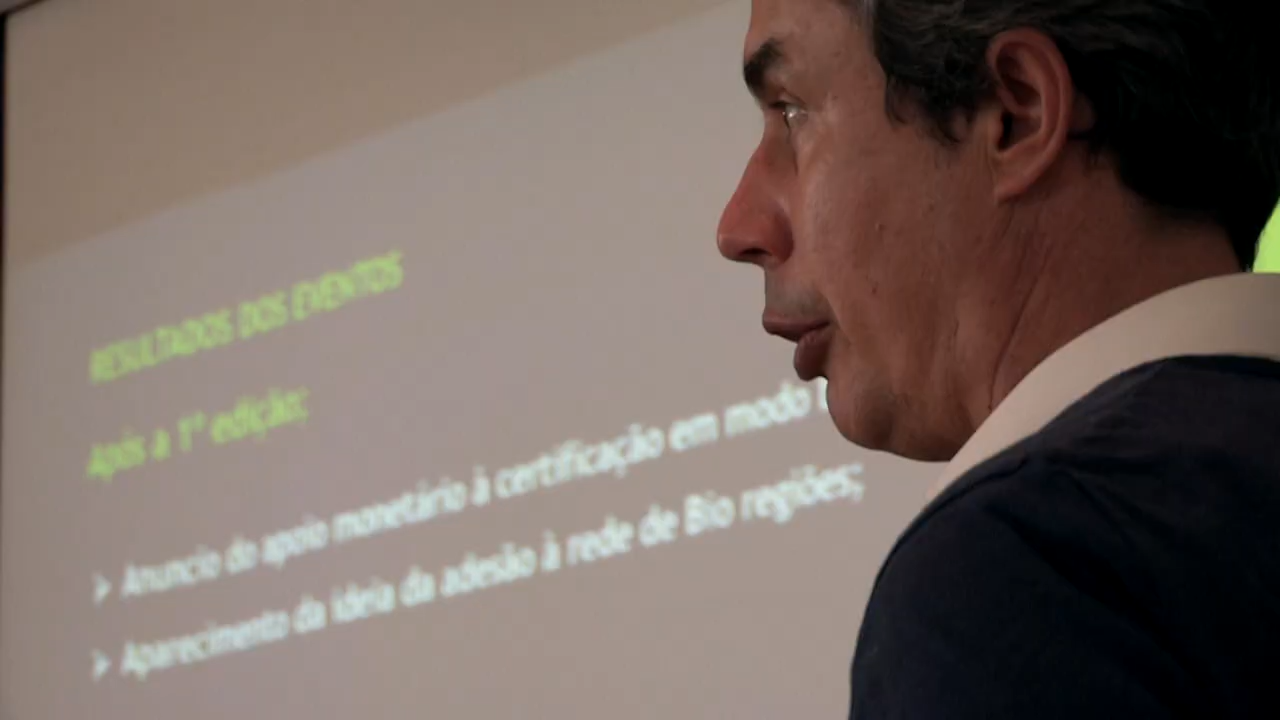 RESULTADOS DOS EVENTOS
Após a 1ª edição:
➤ Anuncio do apoio monetário à certificação em modo
➤ Aparecimento da ideia da adesão à rede de Bio regiões;